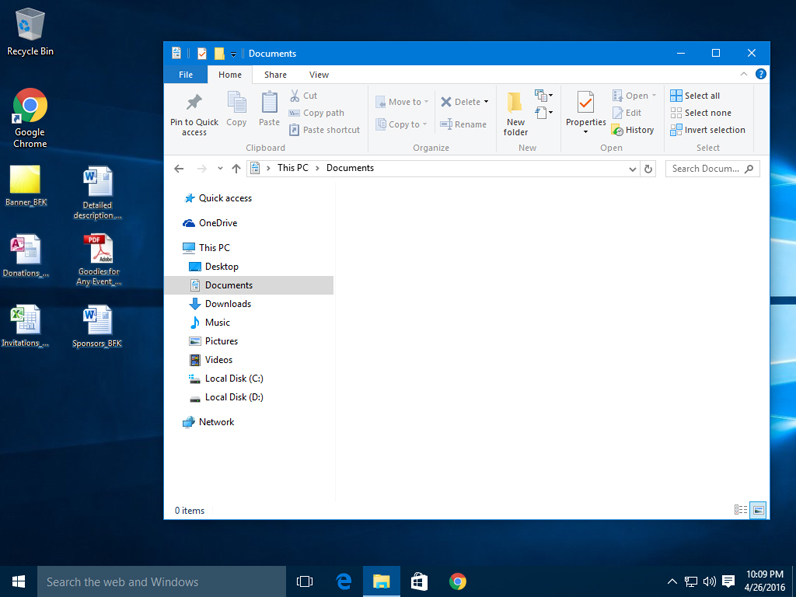 Recycle Bin
Google
Chrome
Banner_BEK
Detailed
description,...
Donations_...
PDF
Adobe
Goodies for
Any Event_...
Invitations_...
Sponsors_BEK
Documents
File
Home
Share
View
Pin to Quick
access
Copy
Paste
Cut
Copy path
Paste shortcut
Clipboard
Move to
Copy to
Delete
Rename
Organize
New
folder
New
Properties
Open
Edit
History
Open
Select all
Select none
Invert selection
Select
This PC > Documents
Search Docum...
Quick access
OneDrive
This PC
Desktop
Documents
Downloads
Music
Pictures
Videos
Local Disk (C:)
Local Disk (D:)
Network
0 items
Search the web and Windows
10:09 PM
4/26/2016